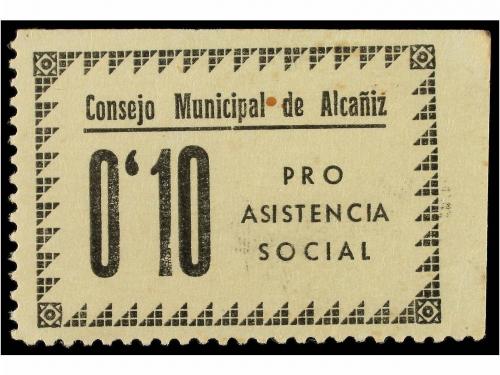 Consejo Municipal de Alcañiz
0'10
PRO
ASISTENCIA
SOCIAL